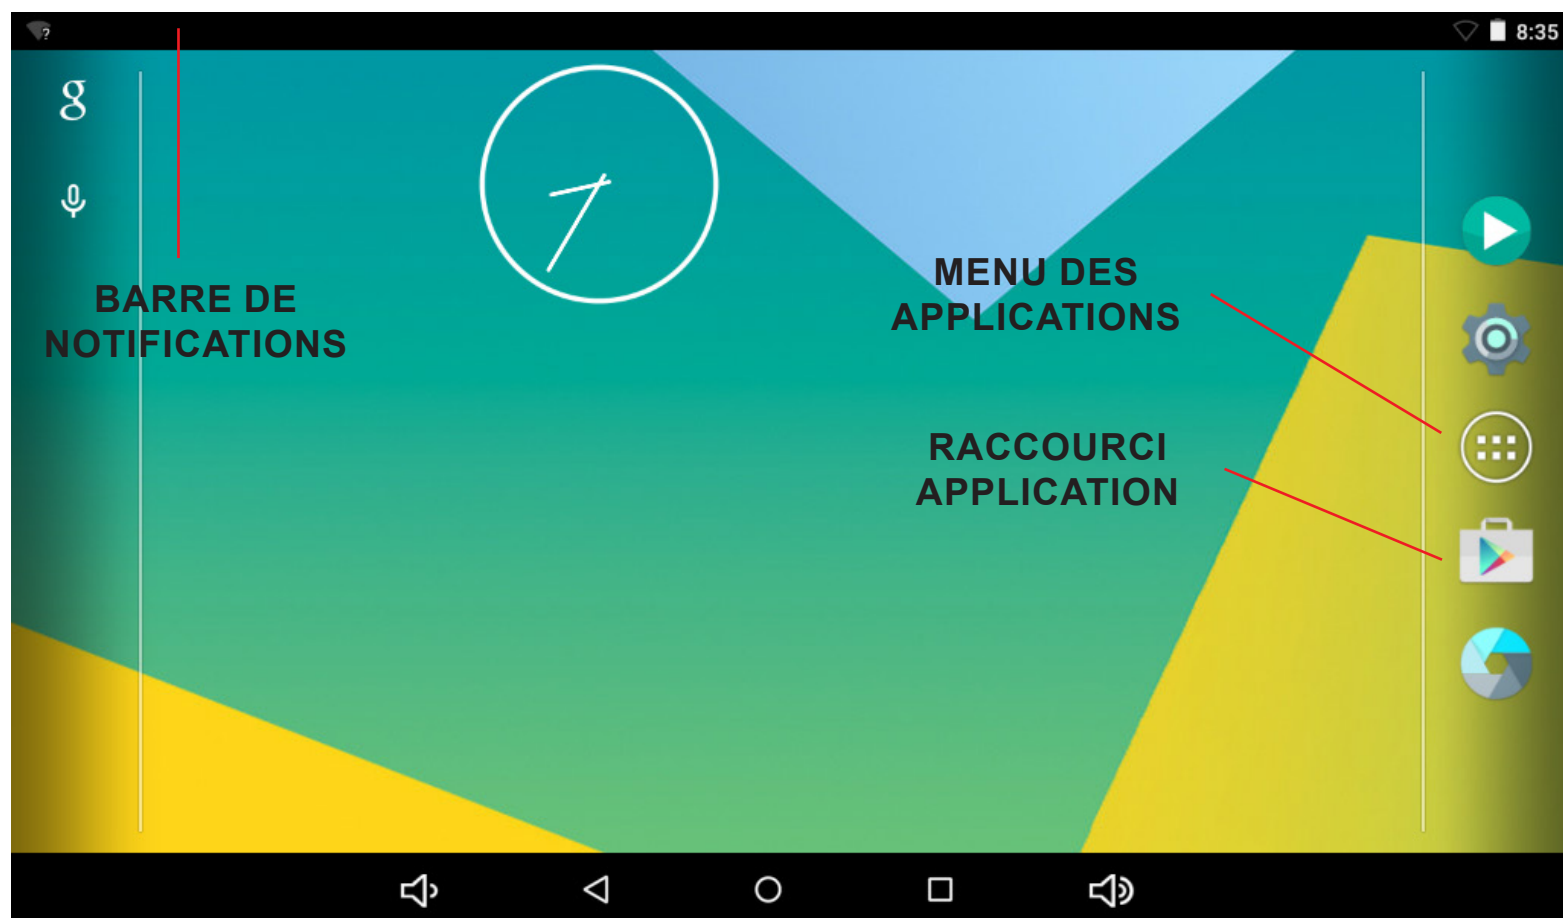 ?
8:35
g
BARRE DE
NOTIFICATIONS
MENU DES
APPLICATIONS
RACCOURCI
APPLICATION